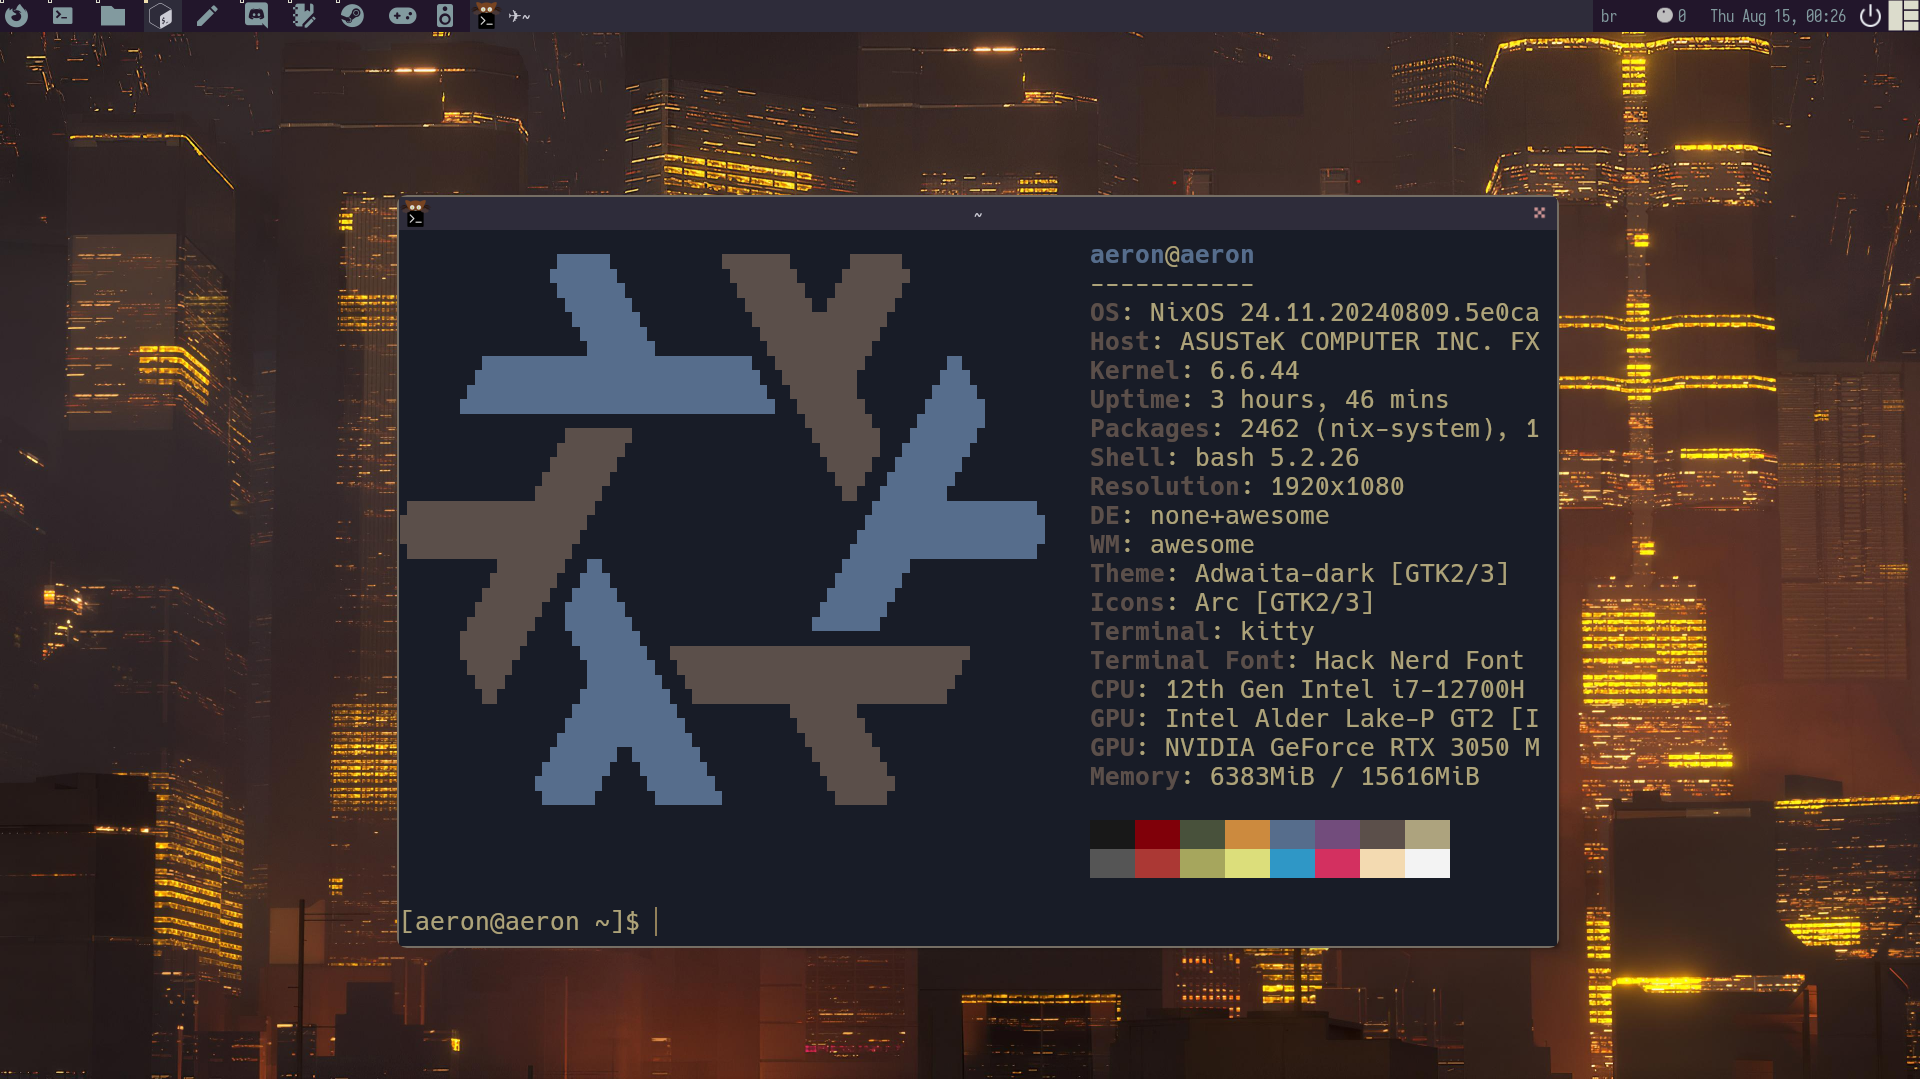 br
0
Thu Aug 15, 00:26
~
aeron@aeron
-----------
OS: NixOS 24.11.20240809.5e0ca
Host: ASUSTeK COMPUTER INC. FX
Kernel: 6.6.44
Uptime: 3 hours, 46 mins
Packages: 2462 (nix-system), 1
Shell: bash 5.2.26
Resolution: 1920x1080
DE: none+awesome
WM: awesome
Theme: Adwaita-dark [GTK2/3]
Icons: Arc [GTK2/3]
Terminal: kitty
Terminal Font: Hack Nerd Font
CPU: 12th Gen Intel i7-12700H
GPU: Intel Alder Lake-P GT2 [I
GPU: NVIDIA GeForce RTX 3050 M
Memory: 6383MiB / 15616MiB
[aeron@aeron ~]$